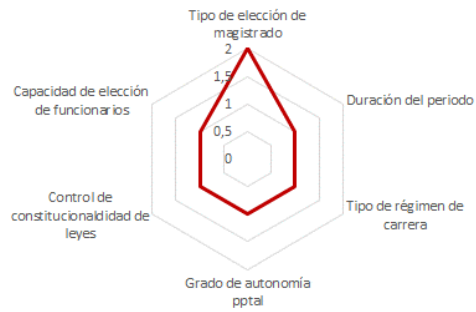 Tipo de elección de
magistrado
2
1,5
1
0,5
0
Duración del periodo
Tipo de régimen de
carrera
Grado de autonomía
pptal
Control de
constitucionaldidad de
leyes
Capacidad de elección
de funcionarios